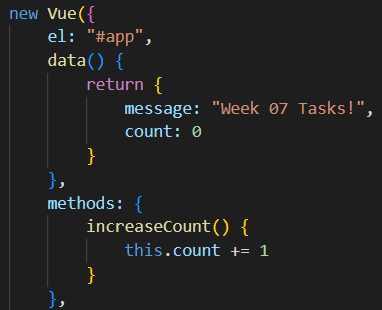 new Vue({
    el: "#app",
    data() {
        return {
            message: "Week 07 Tasks!",
            count: 0
        }
    },
    methods: {
        increaseCount() {
            this.count += 1
        }
    },